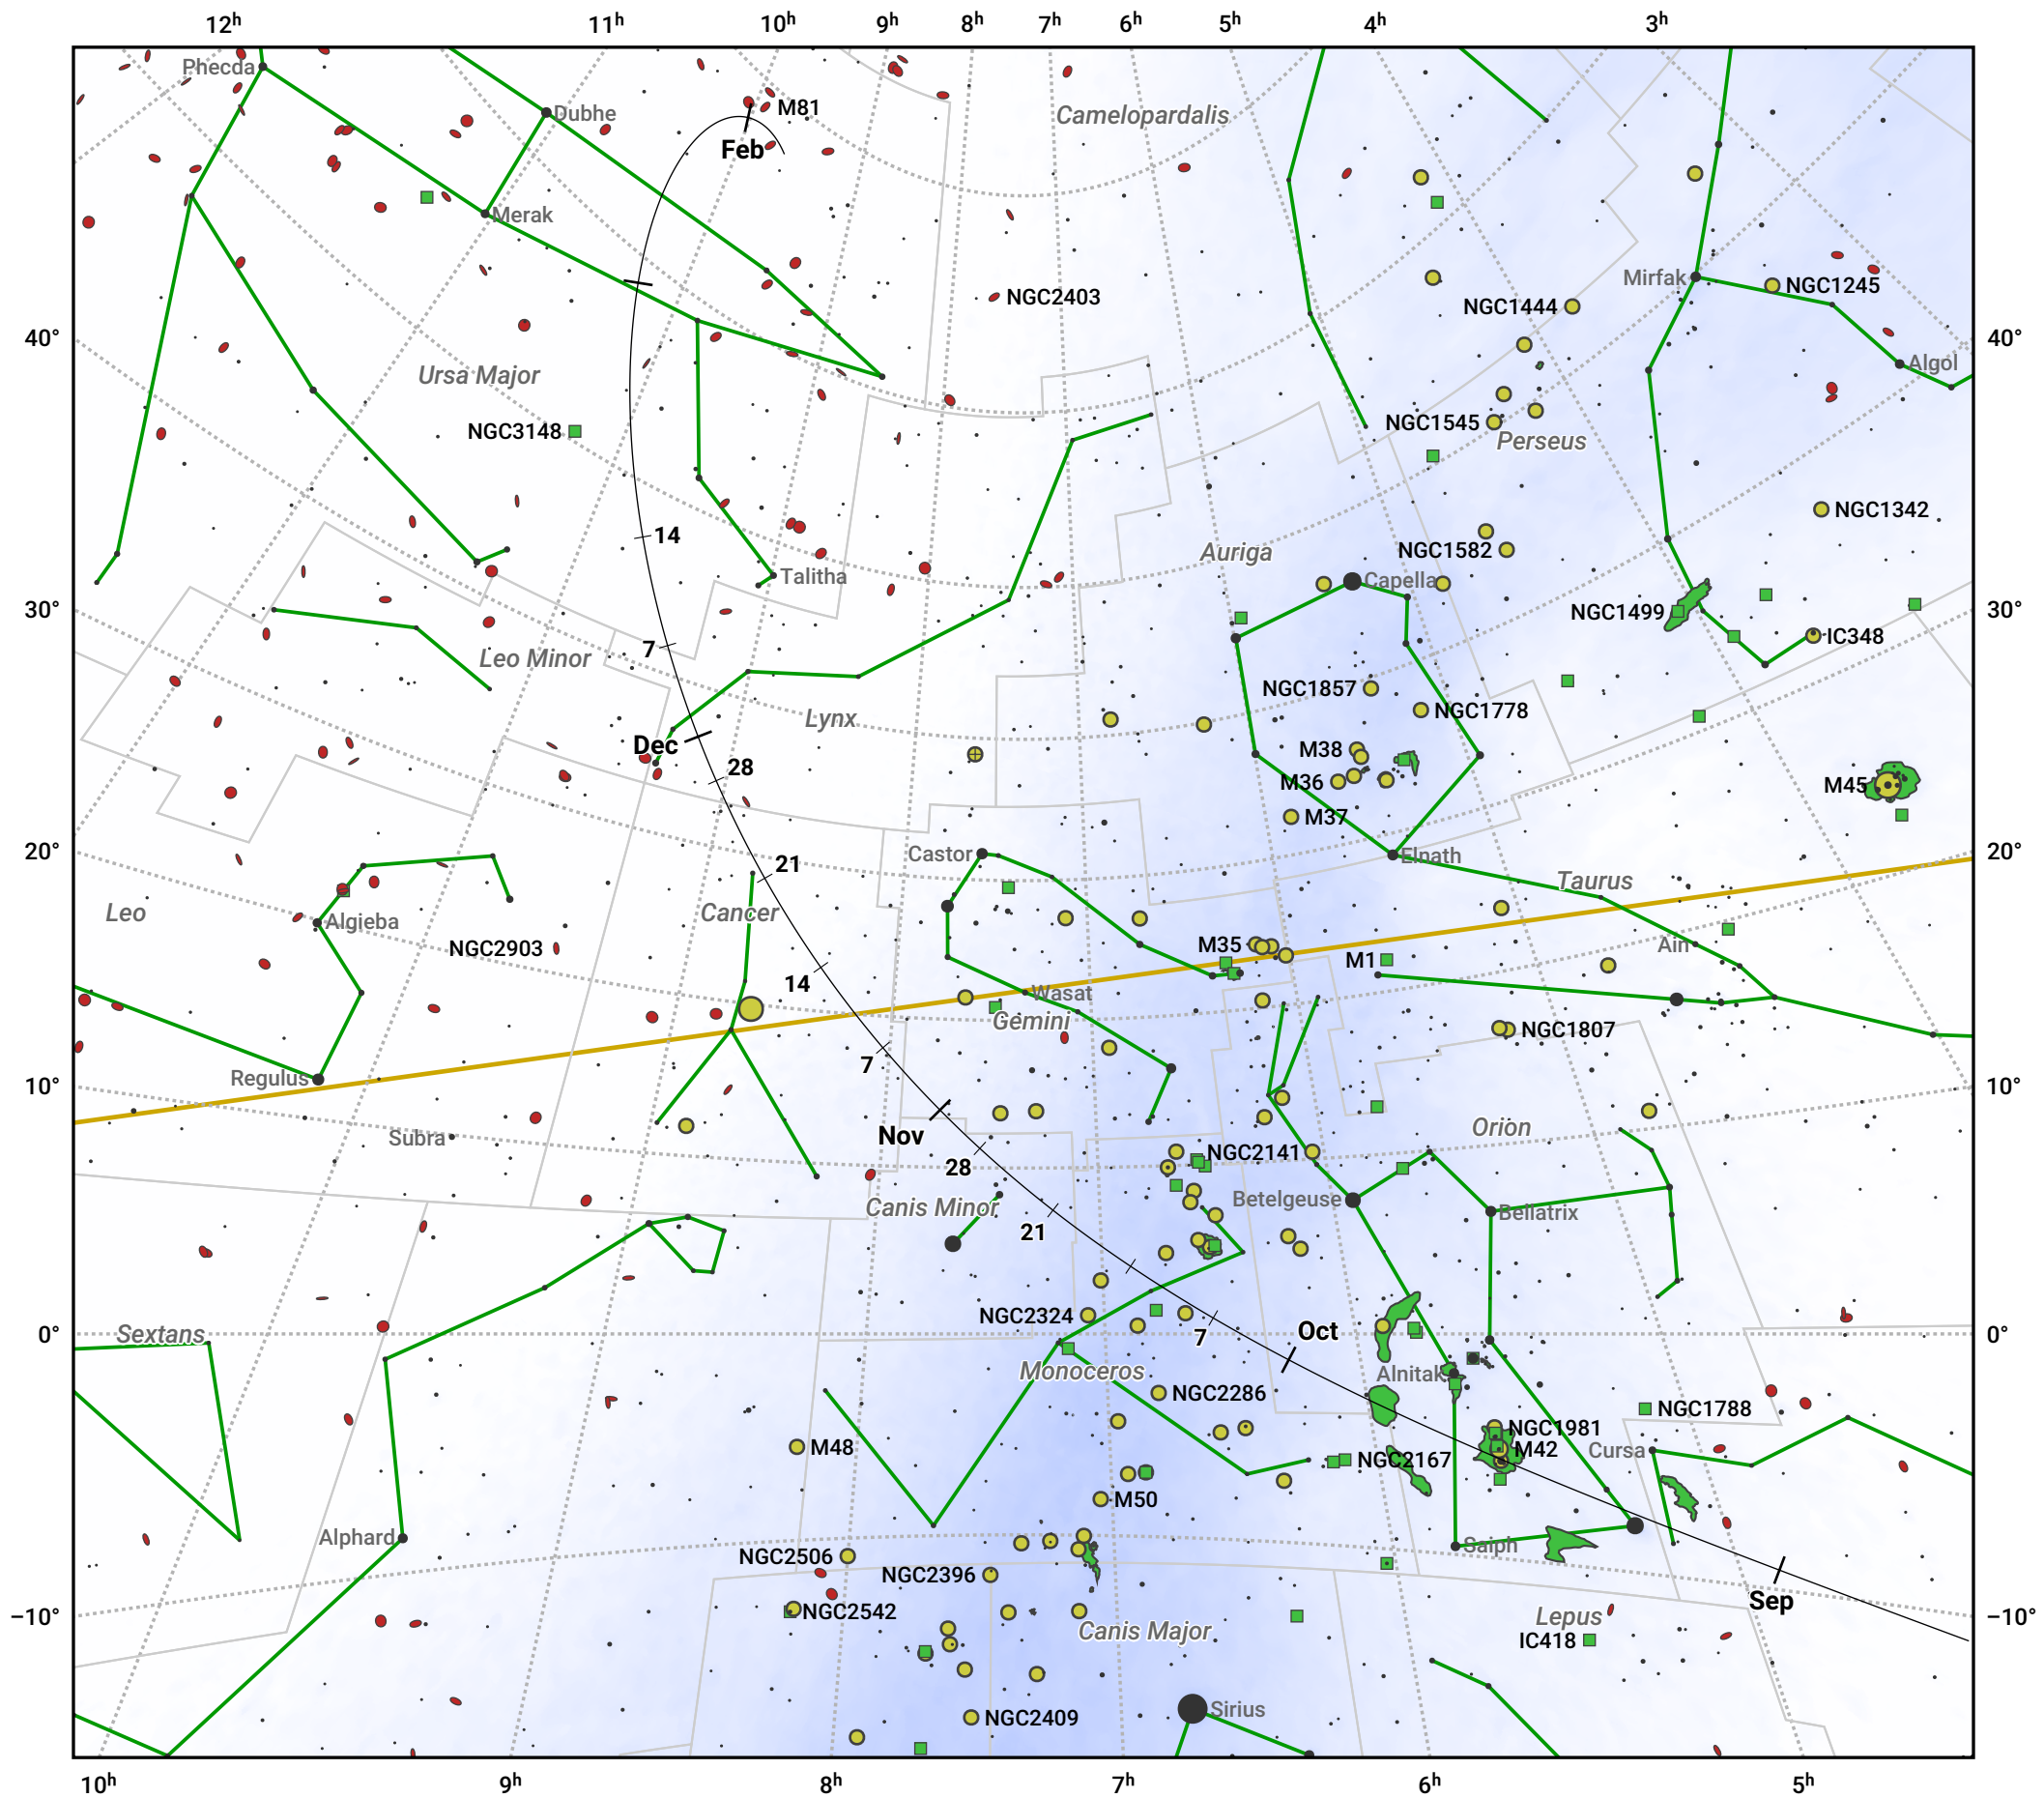 12h 11h 10h 9h 8h 7h 6h 5h 4h 3h
Phecda
M81
Dubhe
Camelopardalis
Feb
Merak
Mirfak
NGC1245
NGC2403
NGC1444
40°
40°
Algol
Ursa Major
NGC1545
NGC3148
Perseus
NGC1342
14
Auriga
NGC1582
Talitha
Capella
30°
30°
NGC1499
IC348
7
Leo Minor
NGC1857
Lynx
NGC1778
Dec
M38
28
M36
M45
M37
20°
20°
Castor
Elnath
21
Taurus
Leo
Cancer
Algieba
NGC2903
M35
Ain
M1
14
Wasat
Gemini
NGC1807
7
Regulus
10°
10°
Nov
Subra
Orion
NGC2141
28
Betelgeuse
Canis Minor
Bellatrix
21
NGC2324
Sextans
0°
0°
7
Oct
Monoceros
Alnitak
NGC2286
NGC1788
NGC1981
M48
M42
Cursa
NGC2167
M50
Alphard
Saiph
NGC2506
NGC2396
Sep
NGC2542
−10°
−10°
Lepus
Canis Major
IC418
Sirius
NGC2409
10h 9h 8h 7h 6h 5h